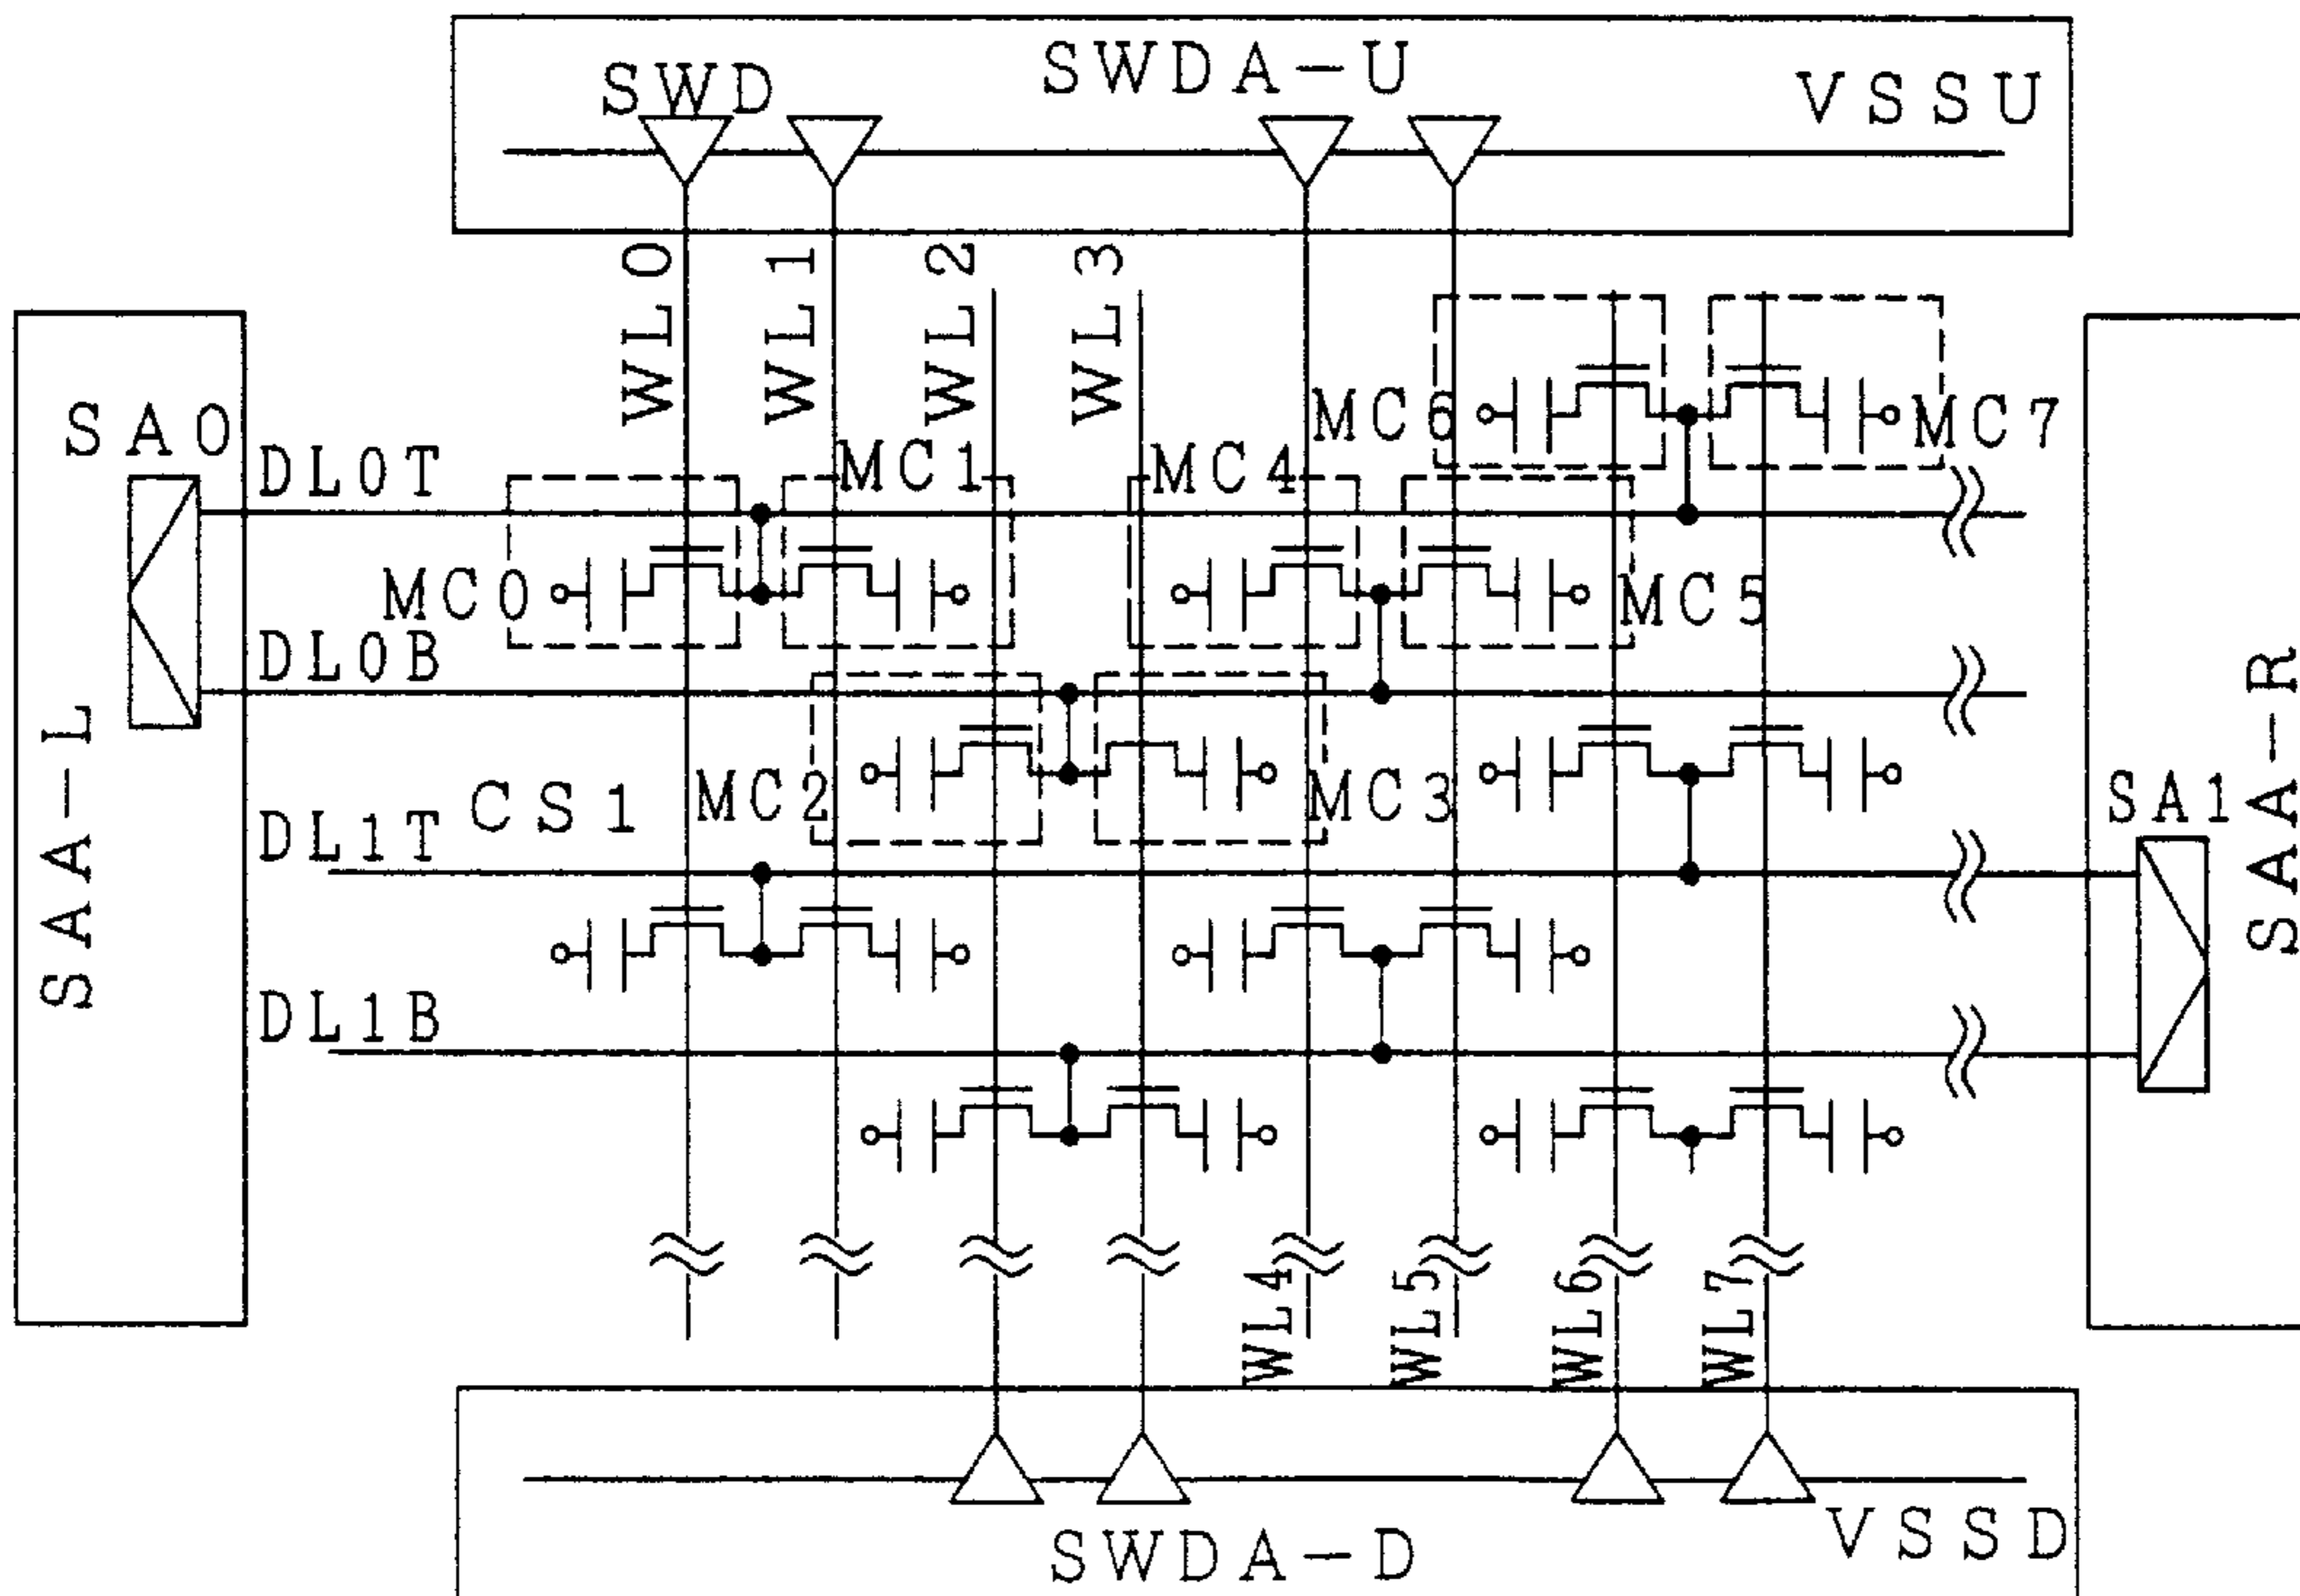 SWD
SWDA-U
VSSU
WL0
WL1
WL2
WL3
SA0
DL0T
MC1
MC4
MC6
MC7
MC0
MC5
DL0B
SAA-L
SAA-R
MC2
MC3
CS1
DL1T
SA1
DL1B
WL4
WL5
WL6
WL7
SWDA-D
VSSD